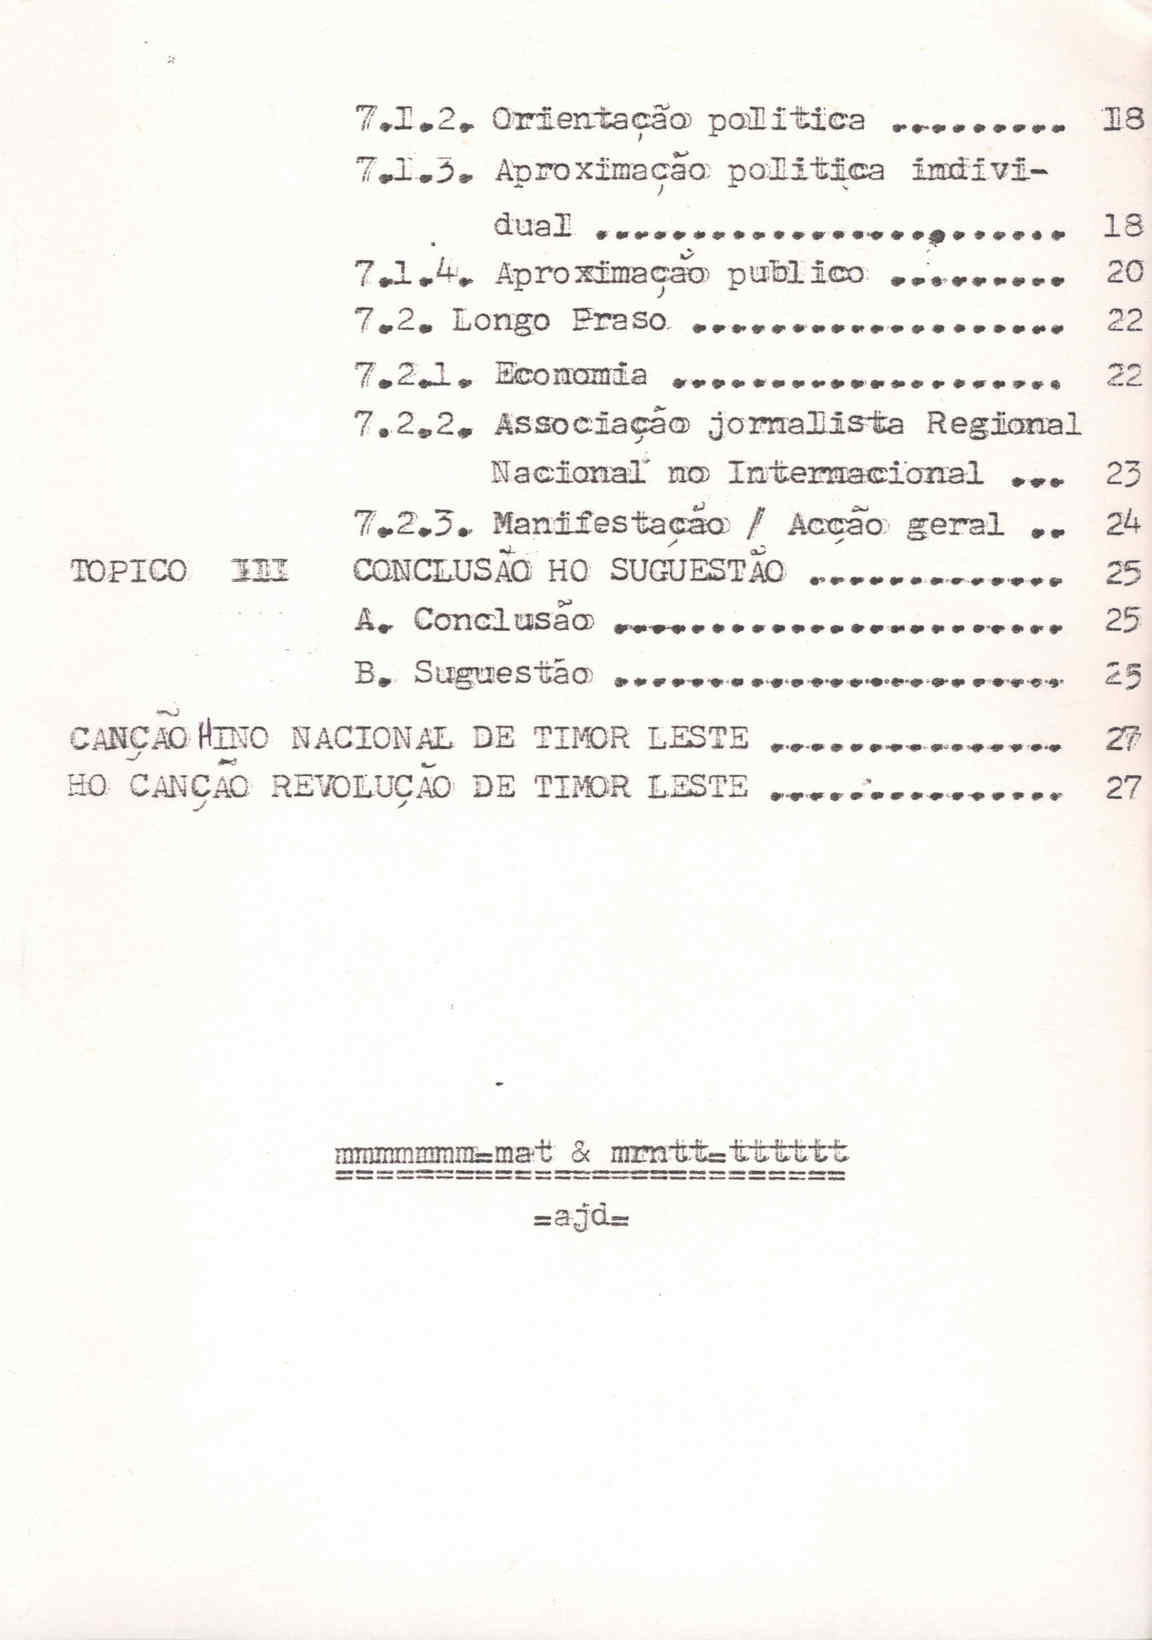 7.1.2. Orientação politica ......... 18
7.1.3. Aproximação politica indivi-
dual ........................ 18
7.1.4. Aproximação publico ......... 20
7.2. Longo Praso ................... 22
7.2.1. Economia .................... 22
7.2.2. Associação jornalista Regional
Nacional no Internacional ... 23
7.2.3. Manifestação / Acção geral .. 24
TOPICO III CONCLUSÃO HO SUGUESTÃO ............. 25
A. Conclusão ....................... 25
B. Suguestão ....................... 25
CANÇÃO HINO NACIONAL DE TIMOR LESTE ............... 27
HO CANÇÃO REVOLUÇÃO DE TIMOR LESTE ............... 27
mmmmmmm=mat & mrntt=tttttt
==========================
=ajd=